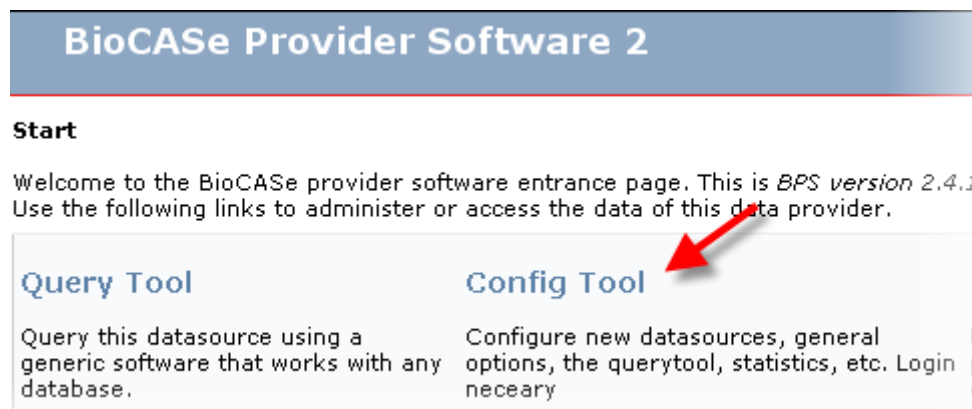 BioCASe Provider Software 2
Start
Welcome to the BioCASe provider software entrance page. This is BPS version 2.4.
Use the following links to administer or access the data of this data provider.
Query Tool
Query this datasource using a
generic software that works with any
database.
Config Tool
Configure new datasources, general
options, the querytool, statistics, etc. Login
neceary